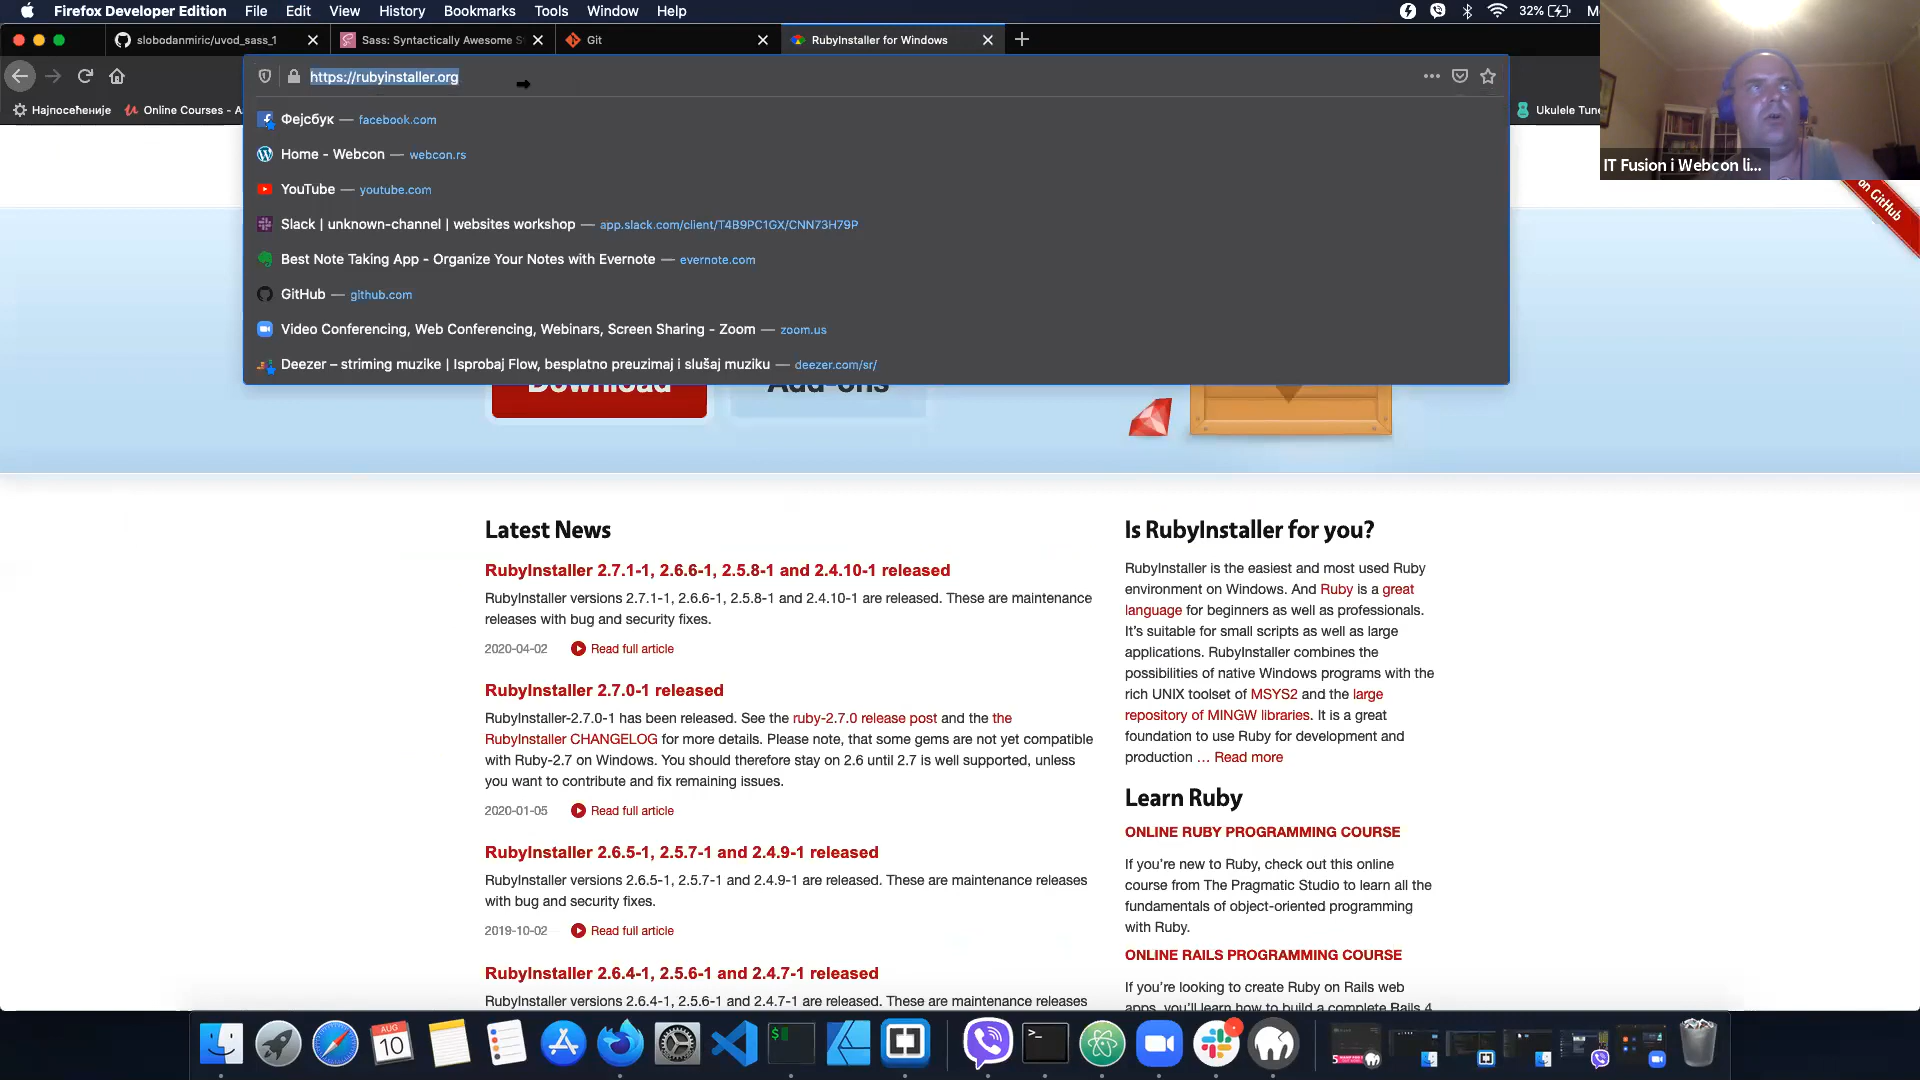 Firefox Developer Edition File Edit View History Bookmarks Tools Window Help 32%
slobodanmiric/uvod_sass_1 Sass: Syntactically Awesome S Git RubyInstaller for Windows
https://rubyinstaller.org
Најпосећеније Online Courses - A Ukulele Tune
Фејсбук — facebook.com
Home - Webcon — webcon.rs
YouTube — youtube.com
Slack | unknown-channel | websites workshop — app.slack.com/client/T4B9PC1GX/CNN73H79P
Best Note Taking App - Organize Your Notes with Evernote — evernote.com
GitHub — github.com
Video Conferencing, Web Conferencing, Webinars, Screen Sharing - Zoom — zoom.us
Deezer – striming muzike | Isprobaj Flow, besplatno preuzimaj i slušaj muziku — deezer.com/sr/
IT Fusion i Webcon li...
on GitHub
Download Add-ons
Latest News
RubyInstaller 2.7.1-1, 2.6.6-1, 2.5.8-1 and 2.4.10-1 released
RubyInstaller versions 2.7.1-1, 2.6.6-1, 2.5.8-1 and 2.4.10-1 are released. These are maintenance
releases with bug and security fixes.
2020-04-02 Read full article
RubyInstaller 2.7.0-1 released
RubyInstaller-2.7.0-1 has been released. See the ruby-2.7.0 release post and the the
RubyInstaller CHANGELOG for more details. Please note, that some gems are not yet compatible
with Ruby-2.7 on Windows. You should therefore stay on 2.6 until 2.7 is well supported, unless
you want to contribute and fix remaining issues.
2020-01-05 Read full article
RubyInstaller 2.6.5-1, 2.5.7-1 and 2.4.9-1 released
RubyInstaller versions 2.6.5-1, 2.5.7-1 and 2.4.9-1 are released. These are maintenance releases
with bug and security fixes.
2019-10-02 Read full article
RubyInstaller 2.6.4-1, 2.5.6-1 and 2.4.7-1 released
RubyInstaller versions 2.6.4-1, 2.5.6-1 and 2.4.7-1 are released. These are maintenance releases
Is RubyInstaller for you?
RubyInstaller is the easiest and most used Ruby
environment on Windows. And Ruby is a great
language for beginners as well as professionals.
It's suitable for small scripts as well as large
applications. RubyInstaller combines the
possibilities of native Windows programs with the
rich UNIX toolset of MSYS2 and the large
repository of MINGW libraries. It is a great
foundation to use Ruby for development and
production … Read more
Learn Ruby
ONLINE RUBY PROGRAMMING COURSE
If you're new to Ruby, check out this online
course from The Pragmatic Studio to learn all the
fundamentals of object-oriented programming
with Ruby.
ONLINE RAILS PROGRAMMING COURSE
If you're looking to create Ruby on Rails web
apps, you'll learn how to build a complete Rails 4
AUG
10